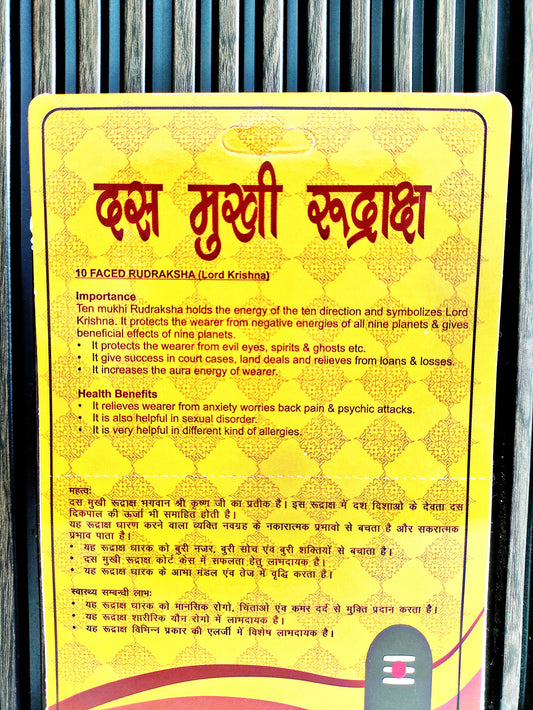 दस मुखी रूद्राक्ष
10 FACED RUDRAKSHA (Lord Krishna)
Importance
Ten mukhi Rudraksha holds the energy of the ten direction and symbolizes Lord
Krishna. It protects the wearer from negative energies of all nine planets & gives
beneficial effects of nine planets.
• It protects the wearer from evil eyes, spirits & ghosts etc.
• It give success in court cases, land deals and relieves from loans & losses.
• It increases the aura energy of wearer.
Health Benefits
• It relieves wearer from anxiety worries back pain & psychic attacks.
• It is also helpful in sexual disorder.
• It is very helpful in different kind of allergies.
महत्वः
दस मुखी रूद्राक्ष भगवान श्री कृष्ण जी का प्रतीक है। इस रूद्राक्ष में दश दिशाओ के देवता दस
दिकपाल की ऊर्जा भी समाहित होती है।
यह रूद्राक्ष धारण करने वाला व्यक्ति नवग्रह के नकारात्मक प्रभावो से बचता है और सकरात्मक
प्रभाव पाता है।
• यह रूद्राक्ष धारक को बुरी नजर, बुरी सोच एंव बुरी शक्तियों से बचाता है।
• दस मुखी रूद्राक्ष कोर्ट केस में सफलता हेतु लाभदायक है।
• यह रूद्राक्ष धारक के आभा मंडल एंव तेज में वृद्धि करता है।
स्वास्थ्य सम्बन्धी लाभः
• यह रूद्राक्ष धारक को मानसिक रोगो, चिंताओ एंव कमर दर्द से मुक्ति प्रदान करता है।
• यह रूद्राक्ष शारीरिक यौन रोगो में लाभदायक है।
• यह रूद्राक्ष विभिन्न प्रकार की एलर्जी में विशेष लाभदायक है।